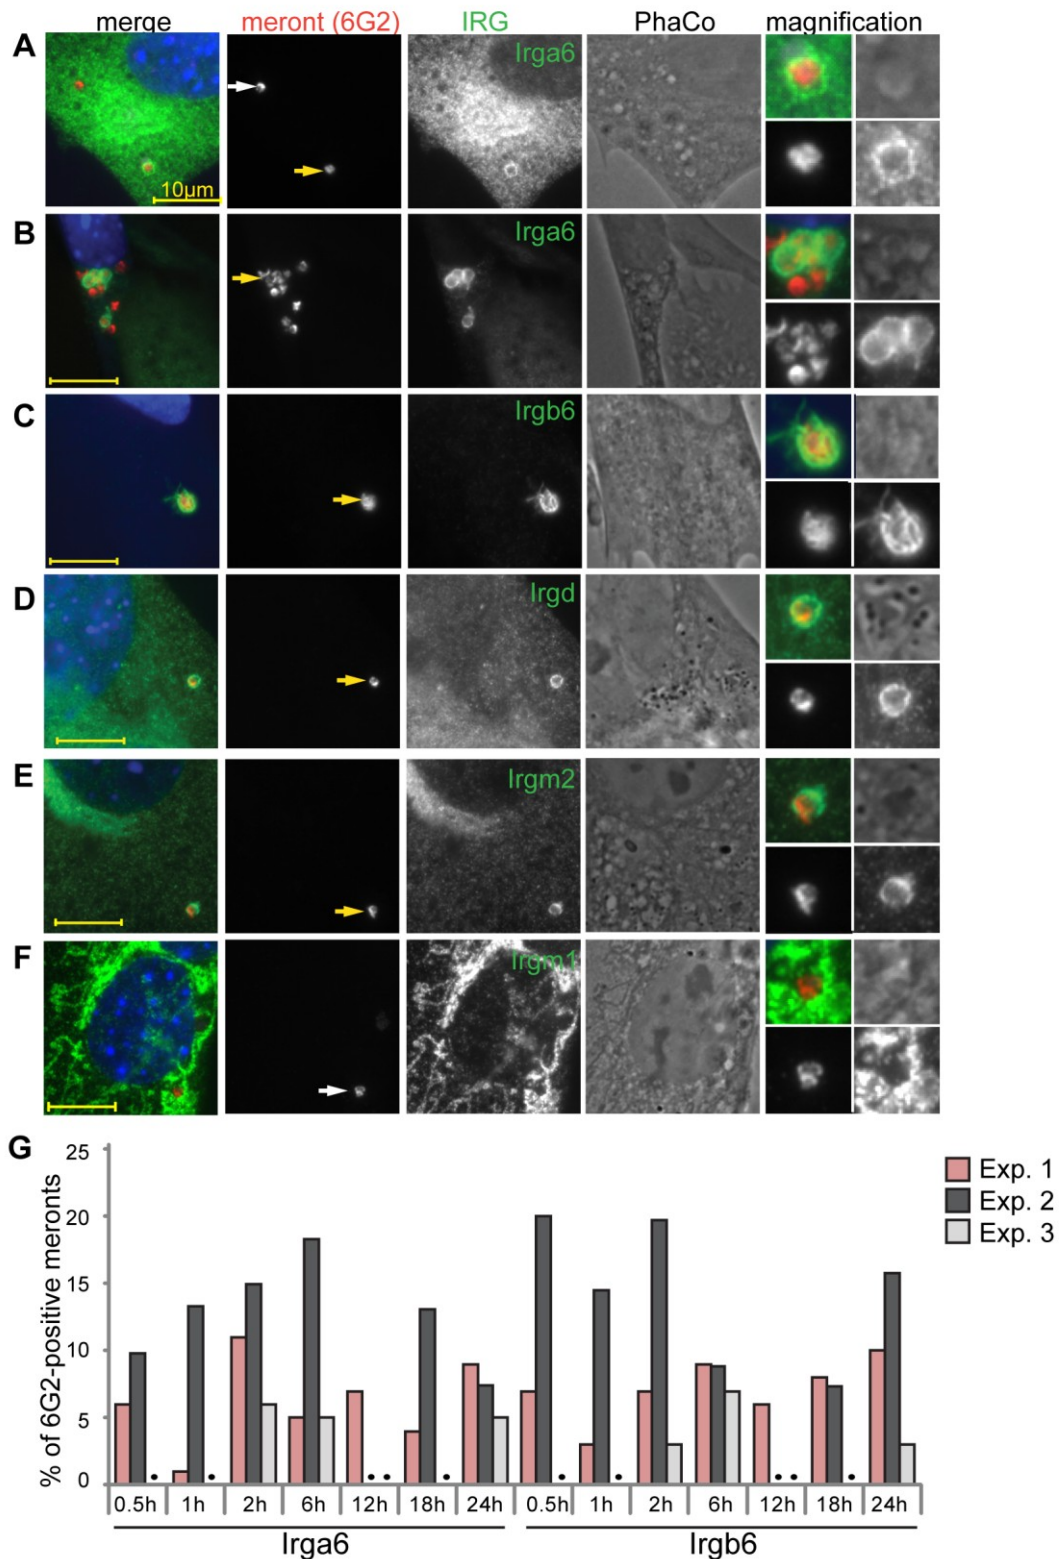 merge meront (6G2) IRG PhaCo magnification
A Irga6
10µm
B Irga6
C Irgb6
D Irgd
E Irgm2
F Irgm1
G
% of 6G2-positive meronts
25
20
15
10
5
0
Exp. 1
Exp. 2
Exp. 3
0.5h 1h 2h 6h 12h 18h 24h 0.5h 1h 2h 6h 12h 18h 24h
Irga6 Irgb6